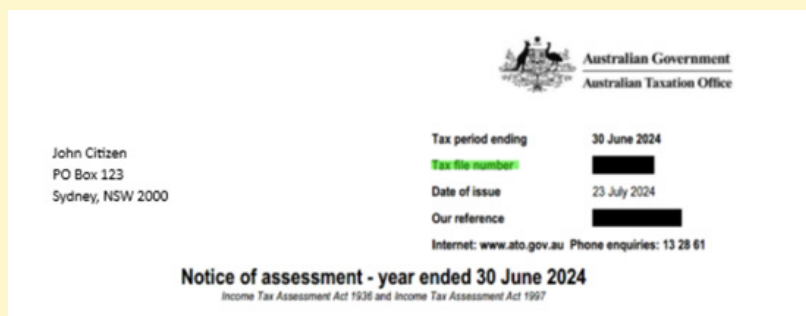 Australian Government
Australian Taxation Office
John Citizen
PO Box 123
Sydney, NSW 2000
Tax period ending 30 June 2024
Tax file number
Date of issue 23 July 2024
Our reference
Internet: www.ato.gov.au Phone enquiries: 13 28 61
Notice of assessment - year ended 30 June 2024
Income Tax Assessment Act 1936 and Income Tax Assessment Act 1997